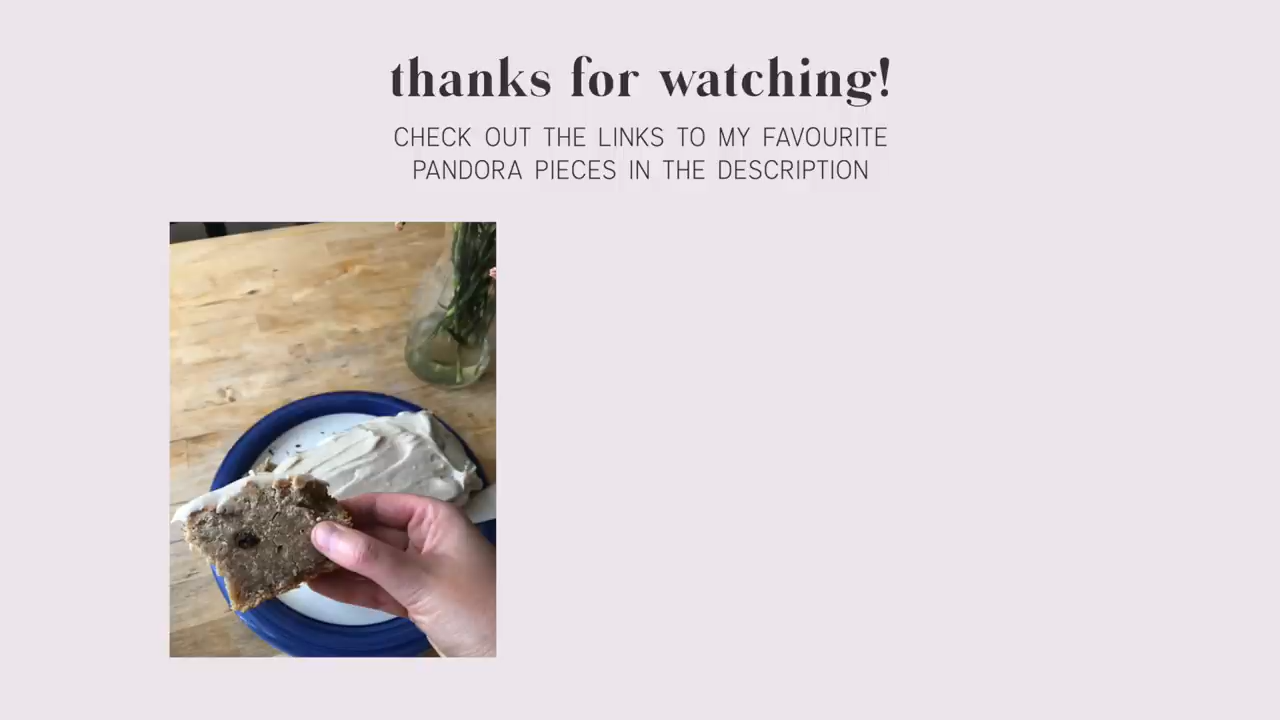 thanks for watching!
CHECK OUT THE LINKS TO MY FAVOURITE
PANDORA PIECES IN THE DESCRIPTION